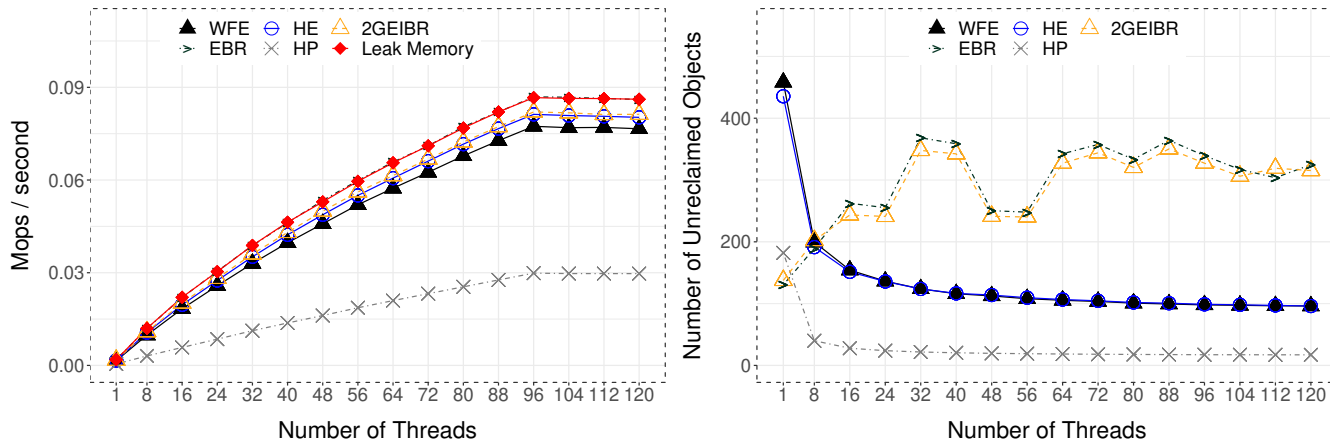 WFE HE 2GEIBR
EBR HP Leak Memory
Mops / second
0.09
0.06
0.03
0.00
1 8 16 24 32 40 48 56 64 72 80 88 96 104 112 120
Number of Threads
WFE HE 2GEIBR
EBR HP
Number of Unreclaimed Objects
400
200
0
1 8 16 24 32 40 48 56 64 72 80 88 96 104 112 120
Number of Threads